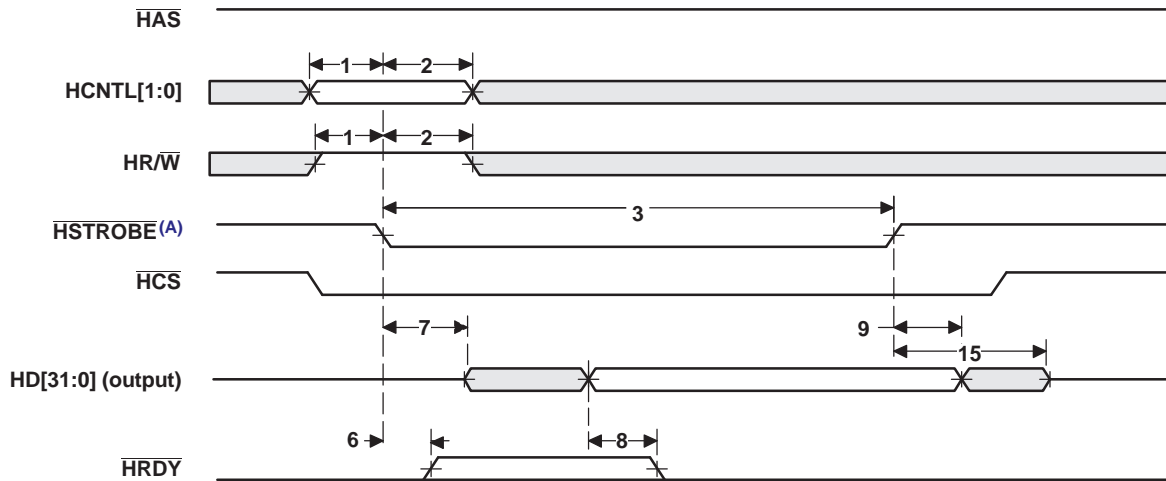 HAS
1 2
HCNTL[1:0]
1 2
HR/W
3
HSTROBE(A)
HCS
7 9
15
HD[31:0] (output)
6 8
HRDY